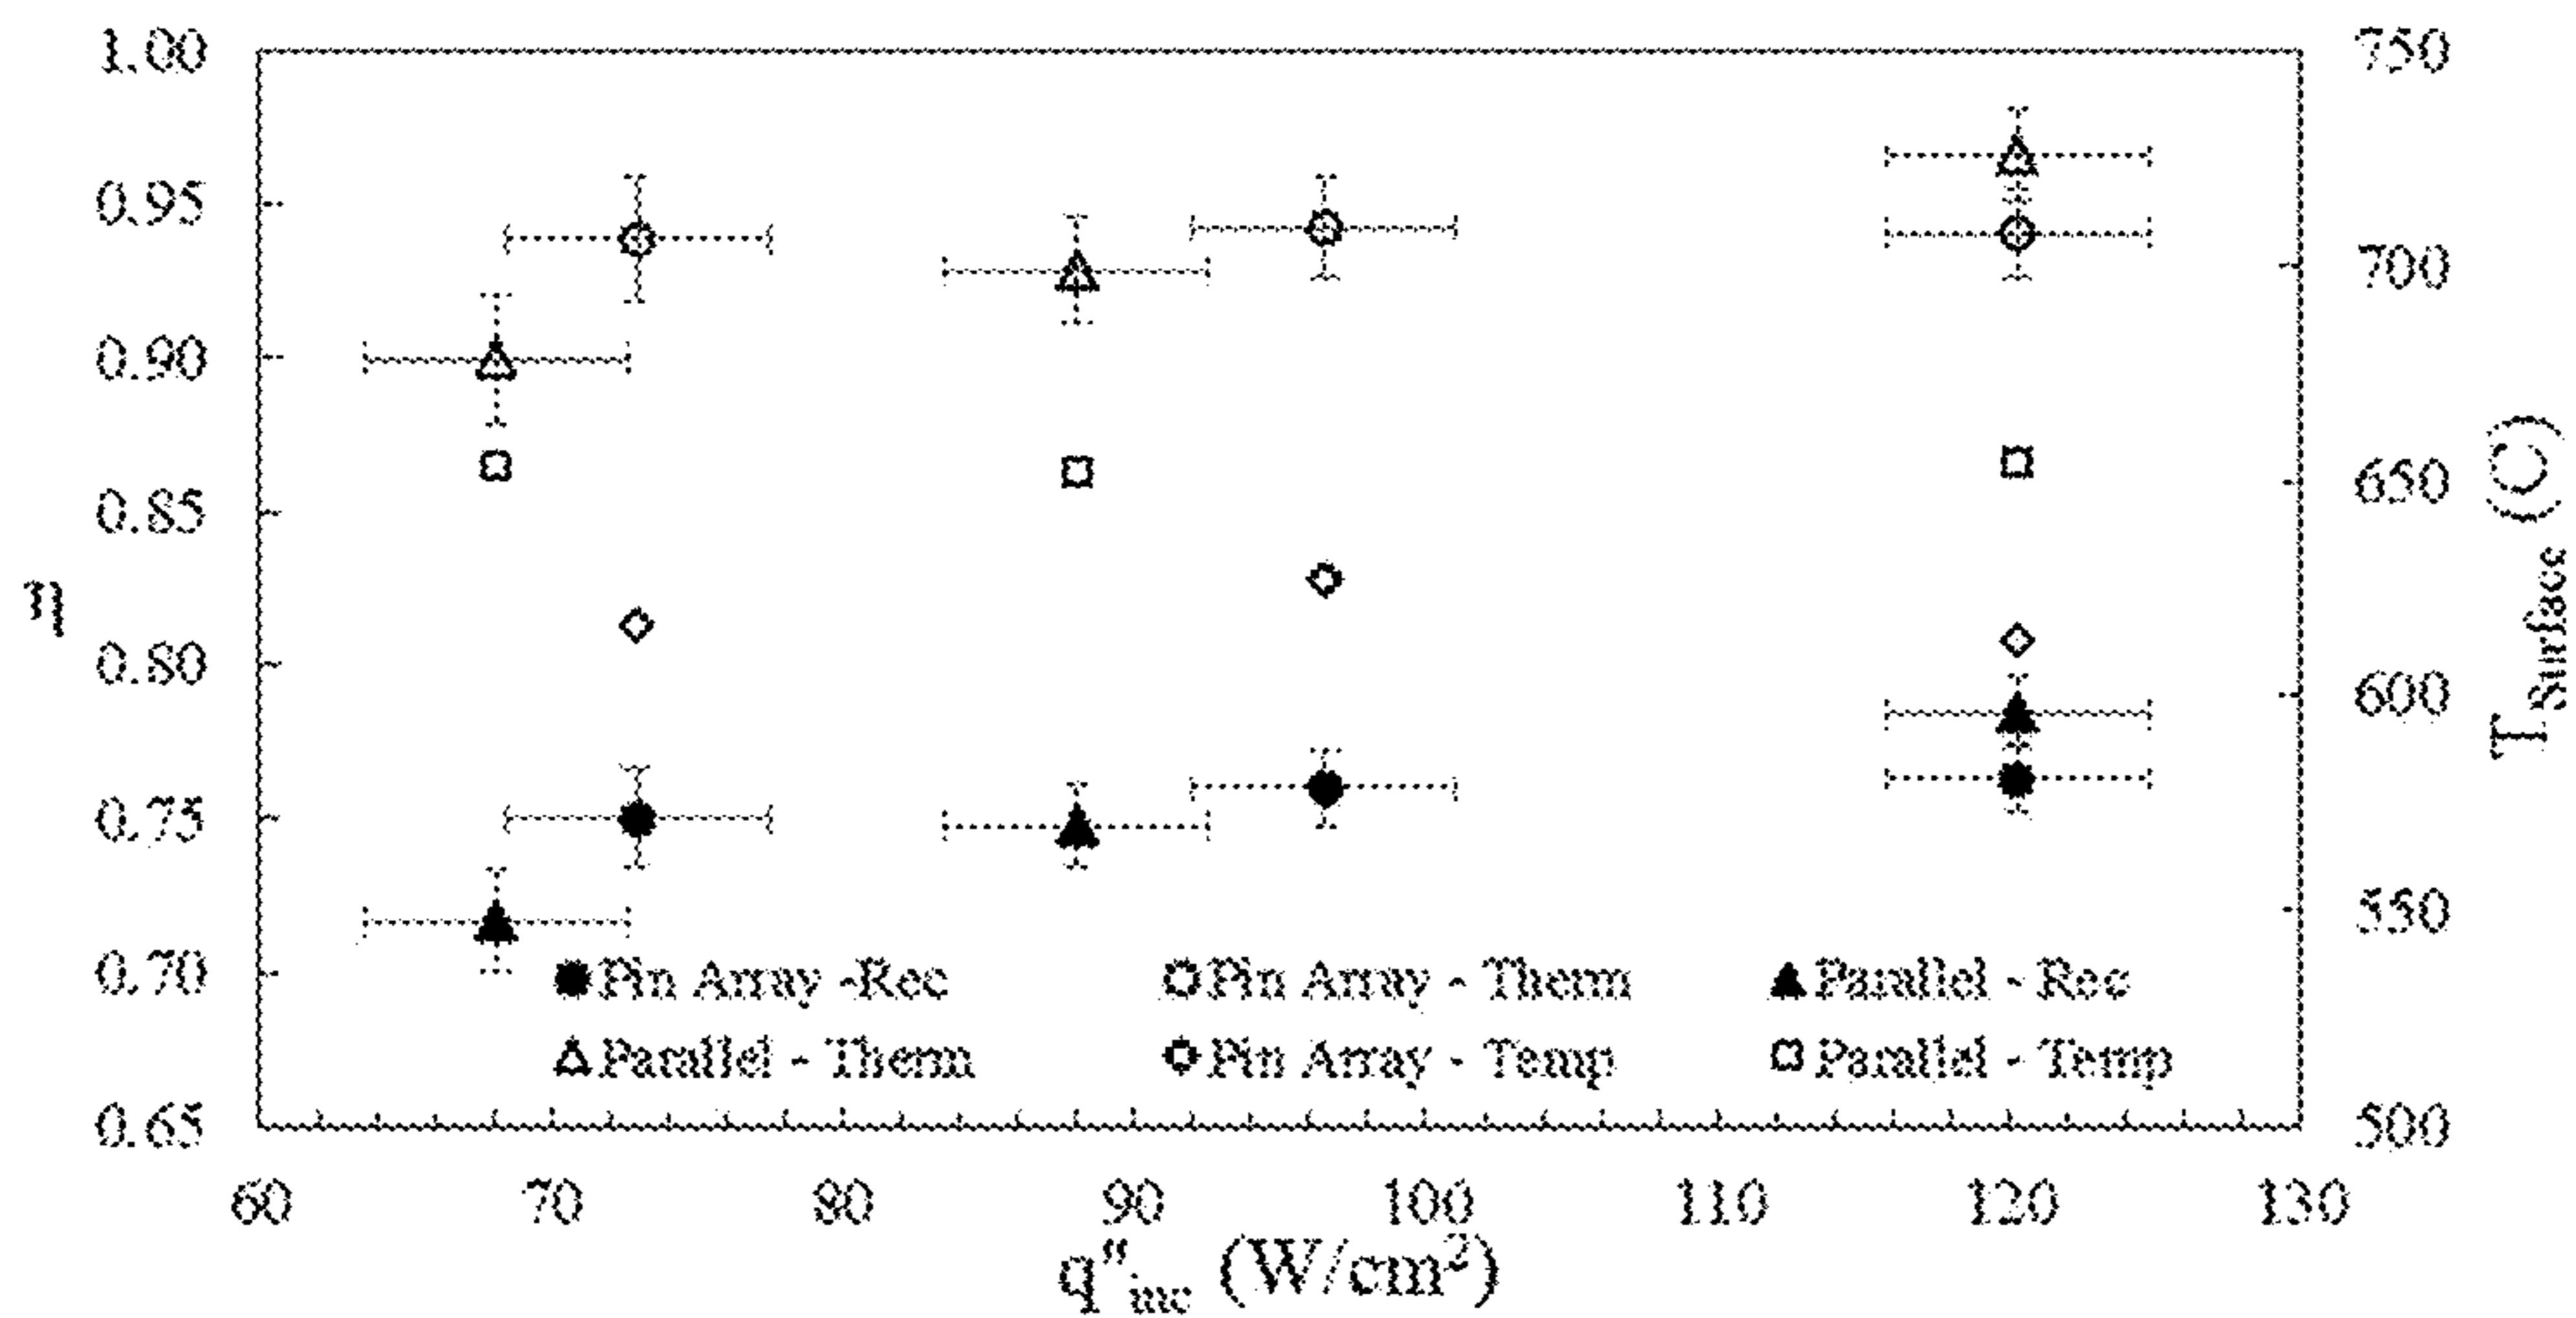 1.00
0.95
0.90
0.85
0.80
0.75
0.70
0.65
η
750
700
650
600
550
500
T Surface (C)
Pin Array -Rec
Pin Array - Therm
Parallel - Rec
Parallel - Therm
Pin Array - Temp
Parallel - Temp
60 70 80 90 100 110 120 130
q"inc (W/cm²)